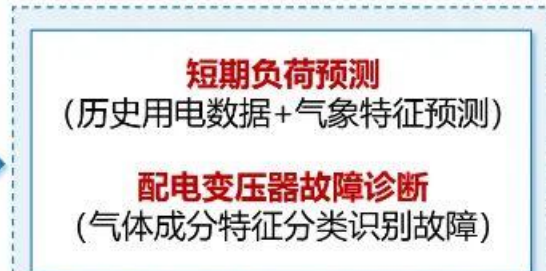 短期负荷预测
(历史用电数据+气象特征预测)
配电变压器故障诊断
(气体成分特征分类识别故障)